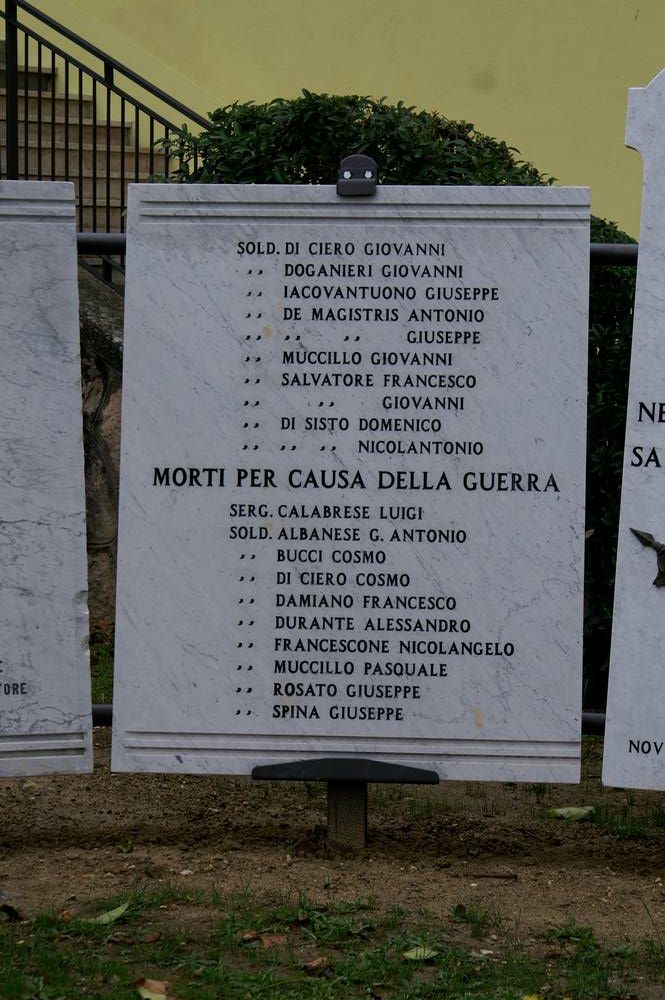 SOLD. DI CIERO GIOVANNI
,, DOGANIERI GIOVANNI
,, IACOVANTUONO GIUSEPPE
,, DE MAGISTRIS ANTONIO
,, ,, ,, GIUSEPPE
,, MUCCILLO GIOVANNI
,, SALVATORE FRANCESCO
,, ,, GIOVANNI
,, DI SISTO DOMENICO
,, ,, ,, NICOLANTONIO
MORTI PER CAUSA DELLA GUERRA
SERG. CALABRESE LUIGI
SOLD. ALBANESE G. ANTONIO
,, BUCCI COSMO
,, DI CIERO COSMO
,, DAMIANO FRANCESCO
,, DURANTE ALESSANDRO
,, FRANCESCONE NICOLANGELO
,, MUCCILLO PASQUALE
,, ROSATO GIUSEPPE
,, SPINA GIUSEPPE
TORE
NE
SA
NOV